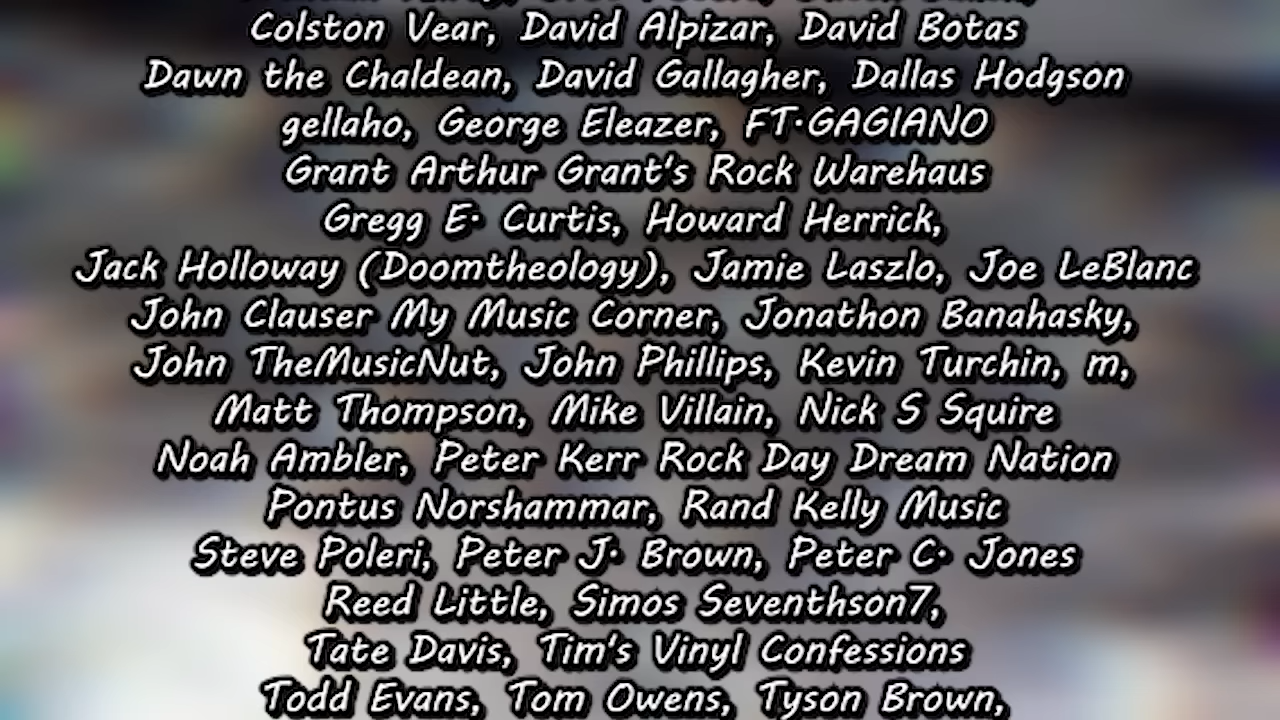 Colston Vear, David Alpizar, David Botas
Dawn the Chaldean, David Gallagher, Dallas Hodgson
gellaho, George Eleazer, FT·GAGIANO
Grant Arthur Grant's Rock Warehaus
Gregg E· Curtis, Howard Herrick,
Jack Holloway (Doomtheology), Jamie Laszlo, Joe LeBlanc
John Clauser My Music Corner, Jonathon Banahasky,
John TheMusicNut, John Phillips, Kevin Turchin, m,
Matt Thompson, Mike Villain, Nick S Squire
Noah Ambler, Peter Kerr Rock Day Dream Nation
Pontus Norshammar, Rand Kelly Music
Steve Poleri, Peter J· Brown, Peter C· Jones
Reed Little, Simos Seventhson7,
Tate Davis, Tim's Vinyl Confessions
Todd Evans, Tom Owens, Tyson Brown,